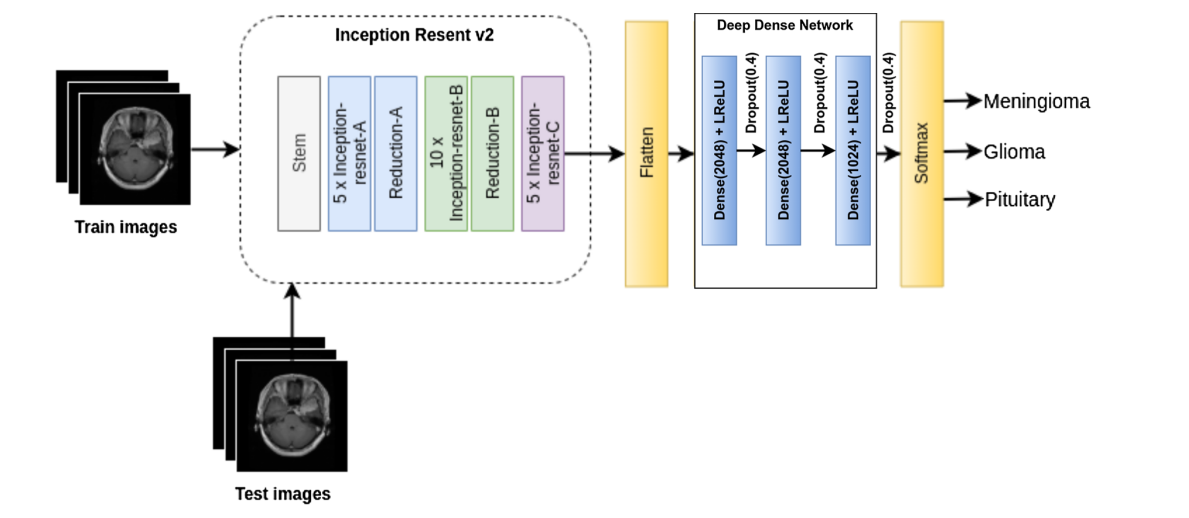 Inception Resent v2
Deep Dense Network
Train images
Stem
5 x Inception-
resnet-A
Reduction-A
10 x
Inception-resnet-B
Reduction-B
5 x Inception-
resnet-C
Flatten
Dense(2048) + LReLU
Dropout(0.4)
Dense(2048) + LReLU
Dropout(0.4)
Dense(1024) + LReLU
Dropout(0.4)
Softmax
Meningioma
Glioma
Pituitary
Test images